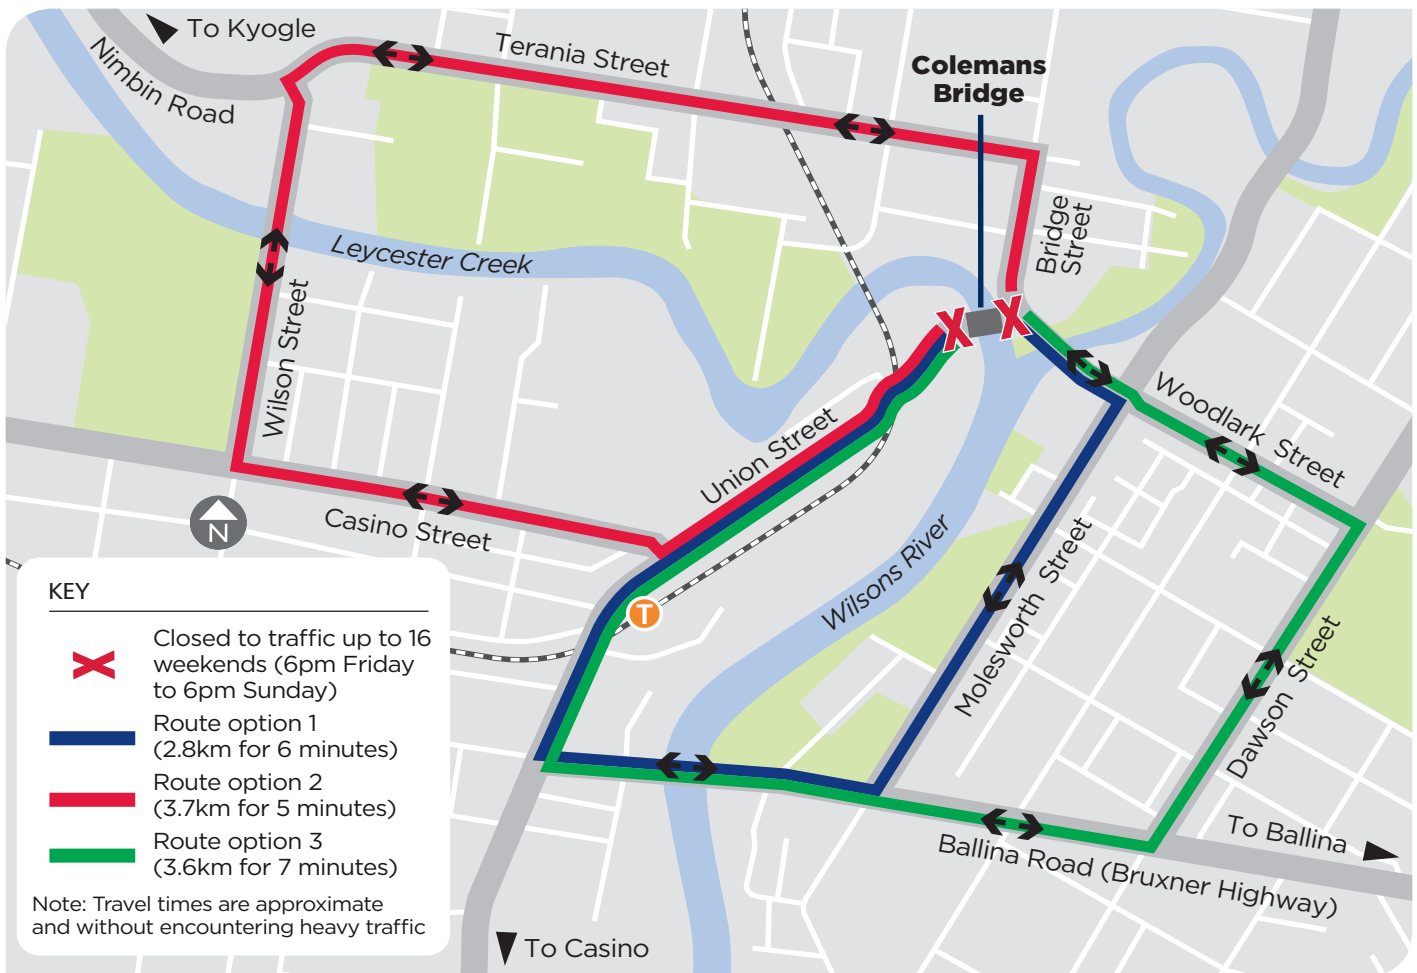 To Kyogle
Nimbin Road
Terania Street
Colemans
Bridge
Bridge
Street
Leycester Creek
Wilson Street
Woodlark Street
Union Street
Casino Street
N
T
Wilsons River
Molesworth Street
Dawson Street
To Ballina
Ballina Road (Bruxner Highway)
To Casino
KEY
Closed to traffic up to 16
weekends (6pm Friday
to 6pm Sunday)
Route option 1
(2.8km for 6 minutes)
Route option 2
(3.7km for 5 minutes)
Route option 3
(3.6km for 7 minutes)
Note: Travel times are approximate
and without encountering heavy traffic